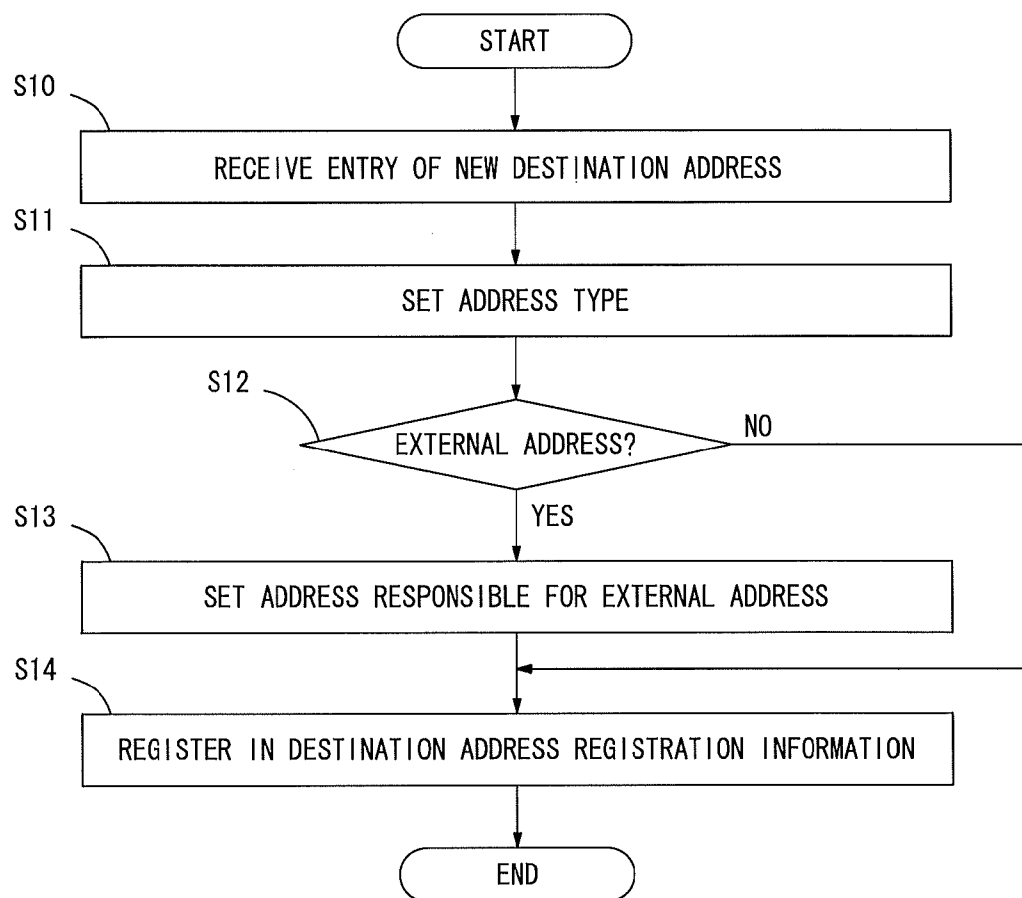 START
S10
RECEIVE ENTRY OF NEW DESTINATION ADDRESS
S11
SET ADDRESS TYPE
S12
EXTERNAL ADDRESS?
NO
YES
S13
SET ADDRESS RESPONSIBLE FOR EXTERNAL ADDRESS
S14
REGISTER IN DESTINATION ADDRESS REGISTRATION INFORMATION
END